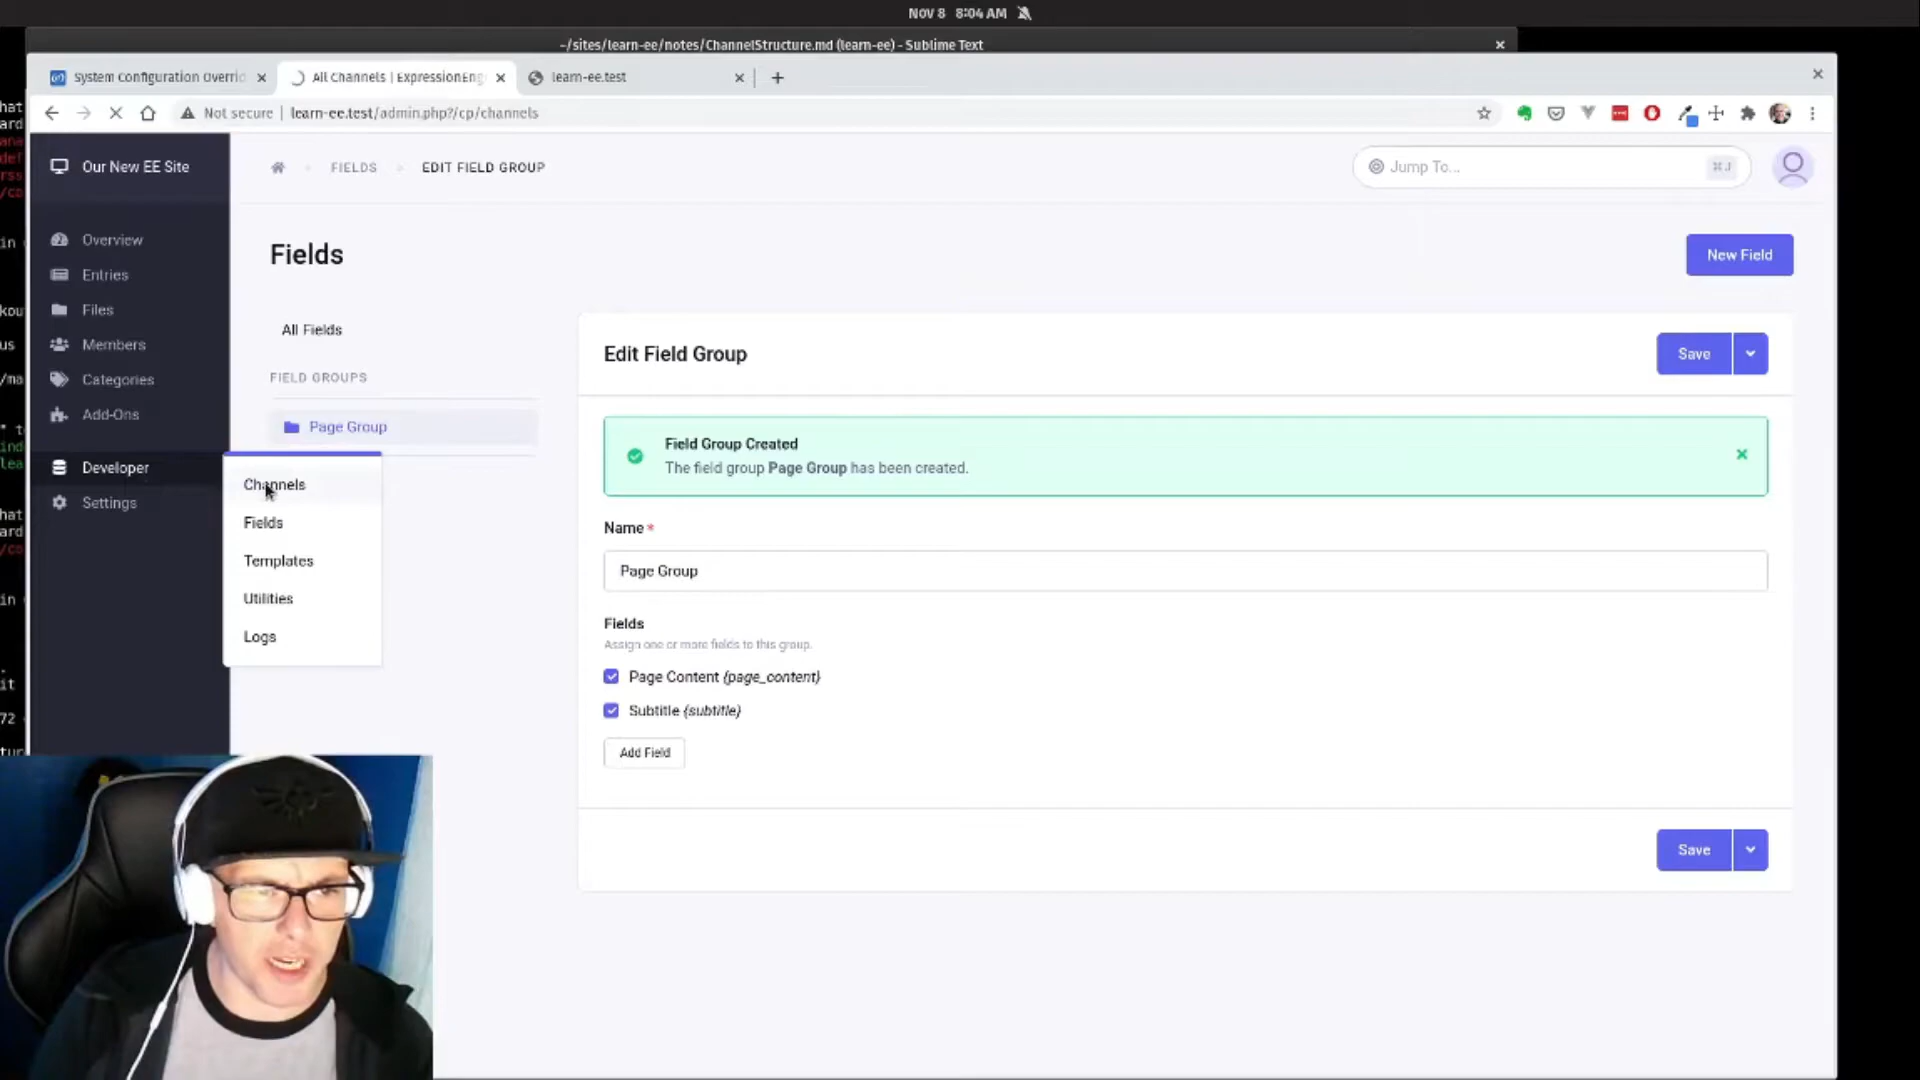 NOV 8 8:04 AM
~/sites/learn-ee/notes/ChannelStructure.md (learn-ee) - Sublime Text
System Configuration Overri
All Channels | ExpressionEng
learn-ee.test
Not secure | learn-ee.test/admin.php?/cp/channels
Our New EE Site
FIELDS
EDIT FIELD GROUP
Jump To...
⌘J
Overview
Entries
Files
Members
Categories
Add-Ons
Developer
Settings
Channels
Fields
Templates
Utilities
Logs
Fields
New Field
All Fields
FIELD GROUPS
Page Group
Edit Field Group
Save
Field Group Created
The field group Page Group has been created.
Name *
Page Group
Fields
Assign one or more fields to this group.
Page Content {page_content}
Subtitle {subtitle}
Add Field
Save